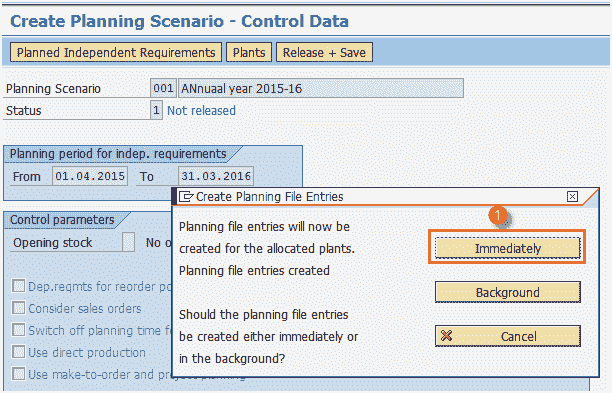 Create Planning Scenario - Control Data
Planned Independent Requirements Plants Release + Save
Planning Scenario 001 ANnuaal year 2015-16
Status 1 Not released
Planning period for indep. requirements
From 01.04.2015 To 31.03.2016
Control parameters
Opening stock No o
Dep.reqmts for reorder po
Consider sales orders
Switch off planning time f
Use direct production
Use make-to-order and project planning
Create Planning File Entries
Planning file entries will now be
created for the allocated plants.
Planning file entries created
Should the planning file entries
be created either immediately or
in the background?
1
Immediately
Background
Cancel